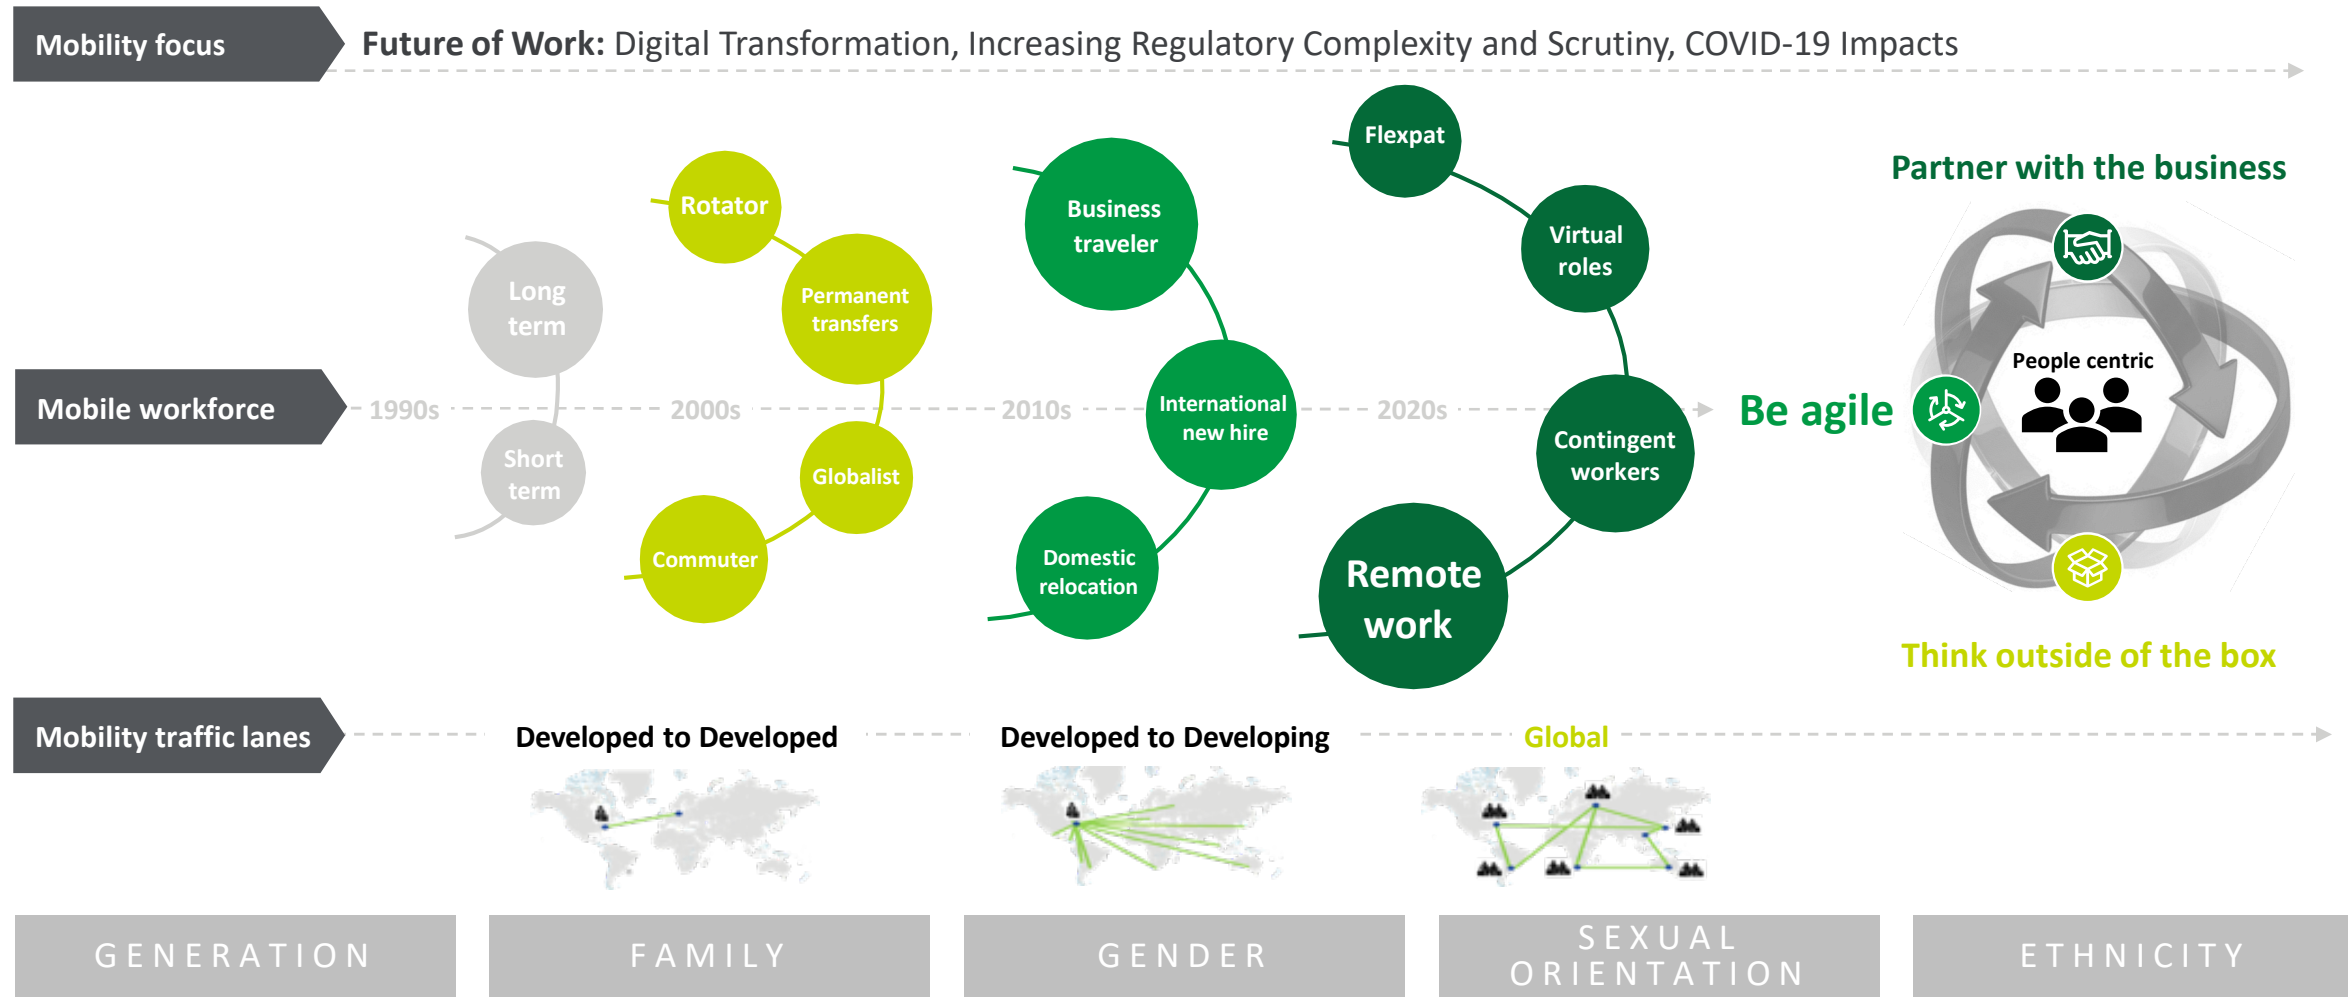 Mobility focus
Future of Work: Digital Transformation, Increasing Regulatory Complexity and Scrutiny, COVID-19 Impacts
Mobile workforce
1990s
Long
term
Short
term
2000s
Rotator
Permanent
transfers
Globalist
Commuter
2010s
Business
traveler
International
new hire
Domestic
relocation
2020s
Flexpat
Virtual
roles
Contingent
workers
Remote
work
Partner with the business
Be agile
People centric
Think outside of the box
Mobility traffic lanes
Developed to Developed
Developed to Developing
Global
GENERATION
FAMILY
GENDER
SEXUAL
ORIENTATION
ETHNICITY